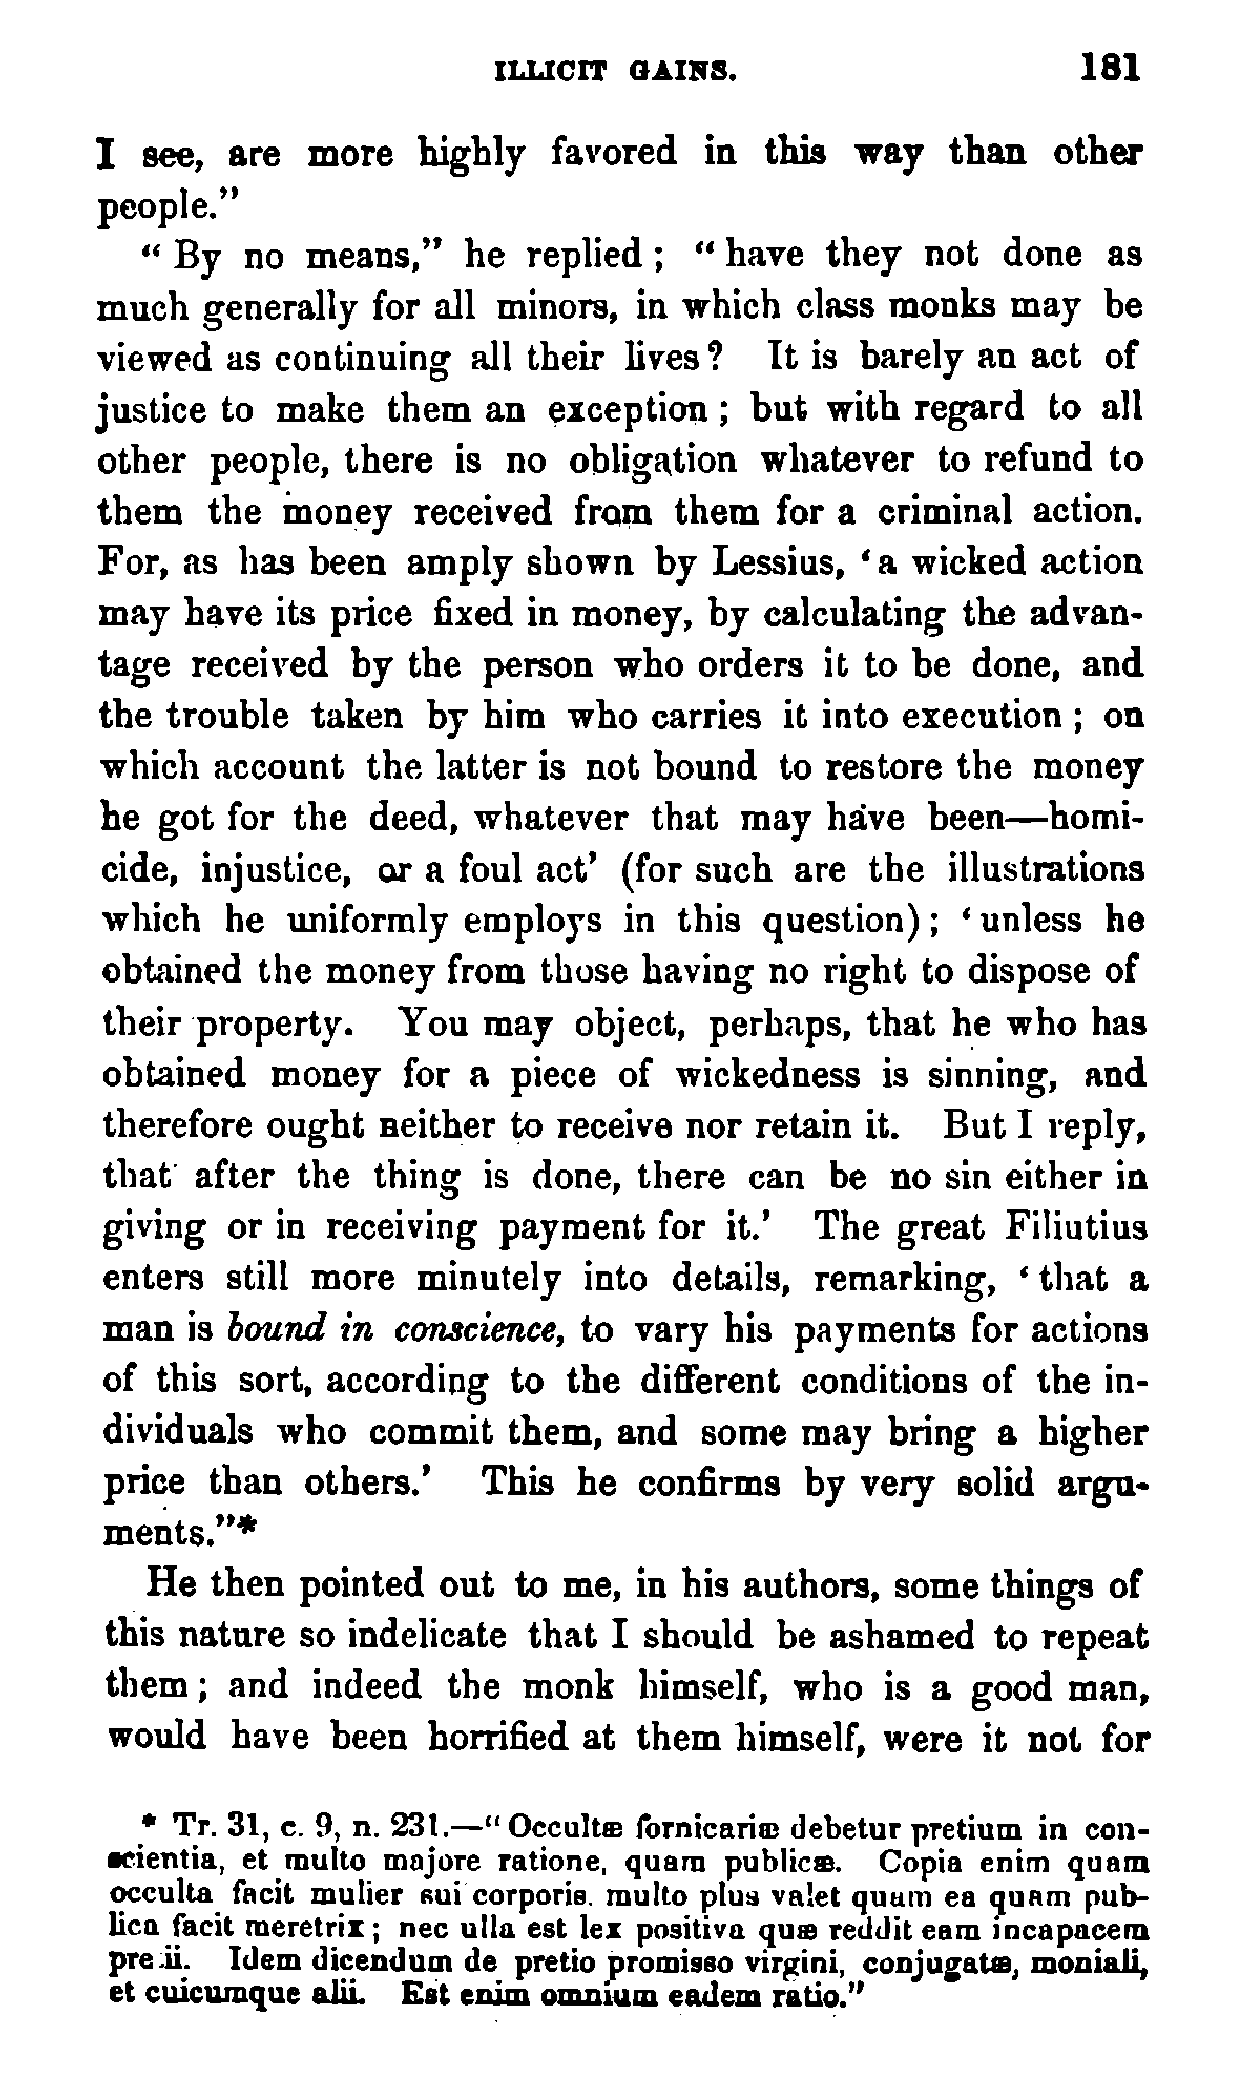 ILLICIT GAINS. 181
I see, are more highly favored in this way than other
people."
" By no means," he replied ; " have they not done as
much generally for all minors, in which class monks may be
viewed as continuing all their lives ? It is barely an act of
justice to make them an exception ; but with regard to all
other people, there is no obligation whatever to refund to
them the money received from them for a criminal action.
For, as has been amply shown by Lessius, ‘ a wicked action
may have its price fixed in money, by calculating the advan-
tage received by the person who orders it to be done, and
the trouble taken by him who carries it into execution ; on
which account the latter is not bound to restore the money
he got for the deed, whatever that may have been—homi-
cide, injustice, or a foul act’ (for such are the illustrations
which he uniformly employs in this question) ; ‘ unless he
obtained the money from those having no right to dispose of
their property. You may object, perhaps, that he who has
obtained money for a piece of wickedness is sinning, and
therefore ought neither to receive nor retain it. But I reply,
that after the thing is done, there can be no sin either in
giving or in receiving payment for it.’ The great Filiutius
enters still more minutely into details, remarking, ‘ that a
man is bound in conscience, to vary his payments for actions
of this sort, according to the different conditions of the in-
dividuals who commit them, and some may bring a higher
price than others.’ This he confirms by very solid argu-
ments."*
He then pointed out to me, in his authors, some things of
this nature so indelicate that I should be ashamed to repeat
them ; and indeed the monk himself, who is a good man,
would have been horrified at them himself, were it not for
* Tr. 31, c. 9, n. 231.—" Occultæ fornicariæ debetur pretium in con-
scientia, et multo majore ratione, quam publicæ. Copia enim quam
occulta facit mulier sui corporis. multo plus valet quam ea quam pub-
lica facit meretrix ; nec ulla est lex positiva quæ reddit eam incapacem
pretii. Idem dicendum de pretio promisso virgini, conjugatæ, moniali,
et cuicumque alii. Est enim omnium eadem ratio."